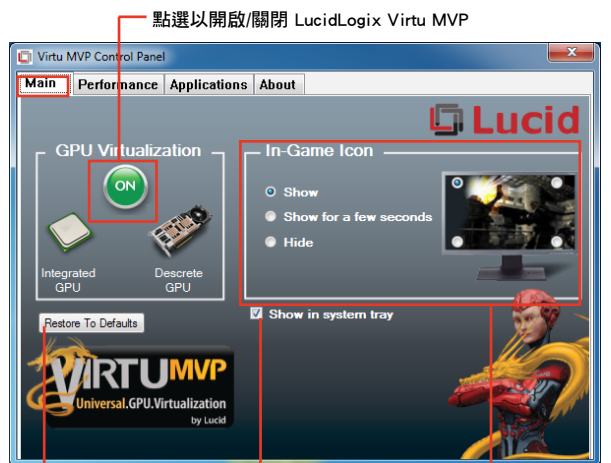 點選以開啟/關閉 LucidLogix Virtu MVP
Virtu MVP Control Panel
Main Performance Applications About
Lucid
GPU Virtualization
ON
Integrated GPU
Descrete GPU
In-Game Icon
Show
Show for a few seconds
Hide
Restore To Defaults
Show in system tray
VIRTU MVP
Universal.GPU.Virtualization
by Lucid